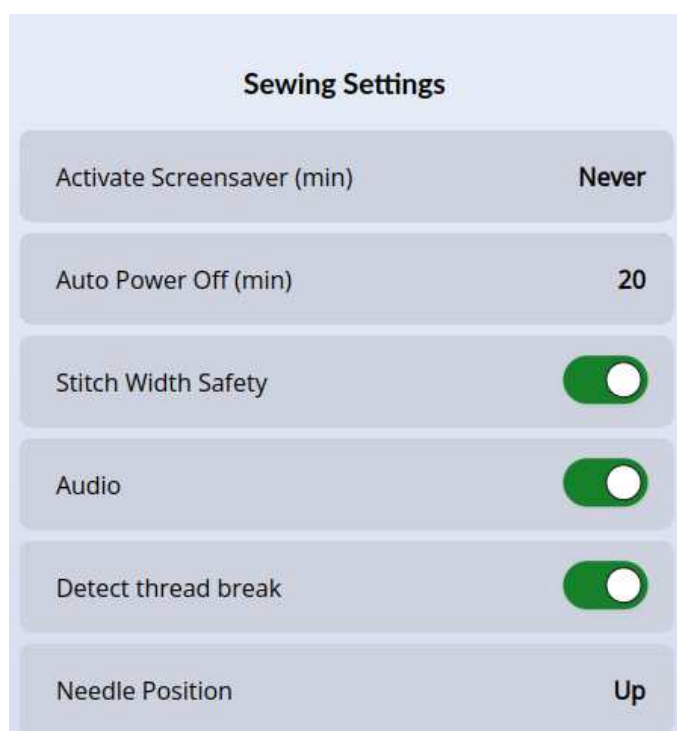 Sewing Settings
Activate Screensaver (min) Never
Auto Power Off (min) 20
Stitch Width Safety
Audio
Detect thread break
Needle Position Up